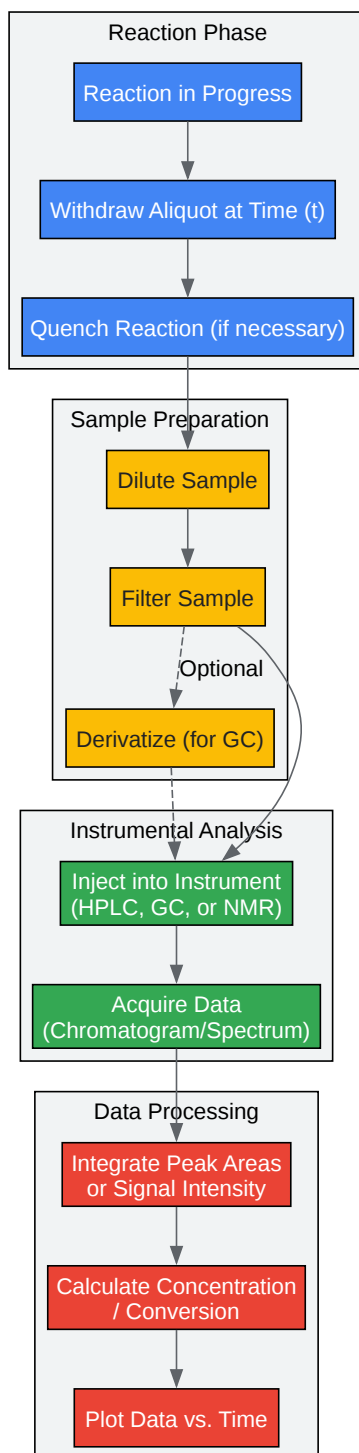 Reaction Phase
Reaction in Progress
Withdraw Aliquot at Time (t)
Quench Reaction (if necessary)
Sample Preparation
Dilute Sample
Filter Sample
Optional
Derivatize (for GC)
Instrumental Analysis
Inject into Instrument
(HPLC, GC, or NMR)
Acquire Data
(Chromatogram/Spectrum)
Data Processing
Integrate Peak Areas
or Signal Intensity
Calculate Concentration
/ Conversion
Plot Data vs. Time